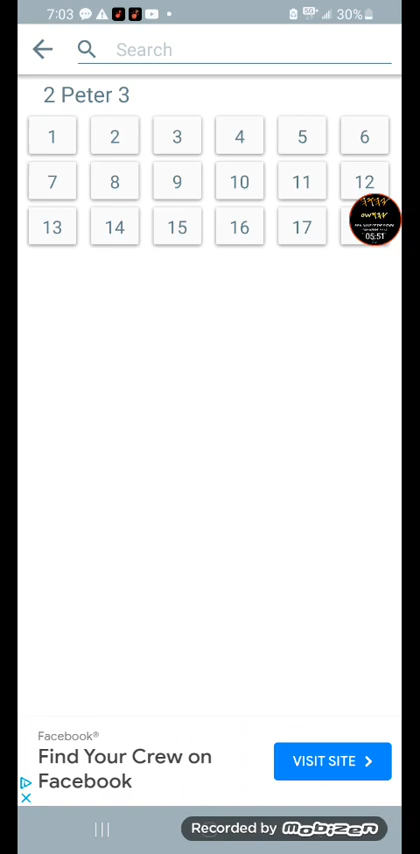 7:03
5G+
30%
Search
2 Peter 3
1 2 3 4 5 6
7 8 9 10 11 12
13 14 15 16 17
05:51
Facebook®
Find Your Crew on
Facebook
VISIT SITE
Recorded by mobizen